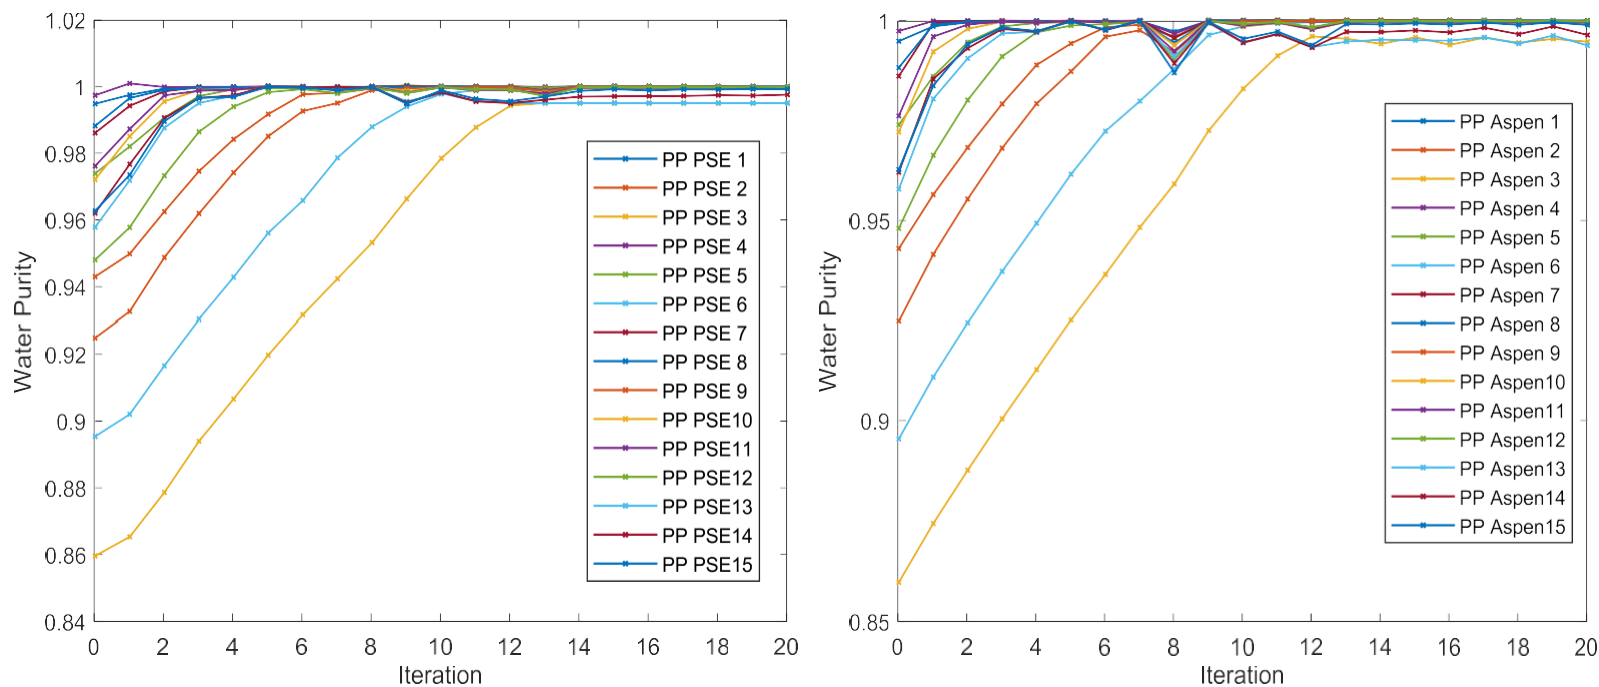 1.02
1
0.98
0.96
0.94
0.92
0.9
0.88
0.86
0.84
Water Purity
0 2 4 6 8 10 12 14 16 18 20
Iteration
PP PSE 1
PP PSE 2
PP PSE 3
PP PSE 4
PP PSE 5
PP PSE 6
PP PSE 7
PP PSE 8
PP PSE 9
PP PSE10
PP PSE11
PP PSE12
PP PSE13
PP PSE14
PP PSE15
1
0.95
0.9
0.85
Water Purity
0 2 4 6 8 10 12 14 16 18 20
Iteration
PP Aspen 1
PP Aspen 2
PP Aspen 3
PP Aspen 4
PP Aspen 5
PP Aspen 6
PP Aspen 7
PP Aspen 8
PP Aspen 9
PP Aspen10
PP Aspen11
PP Aspen12
PP Aspen13
PP Aspen14
PP Aspen15